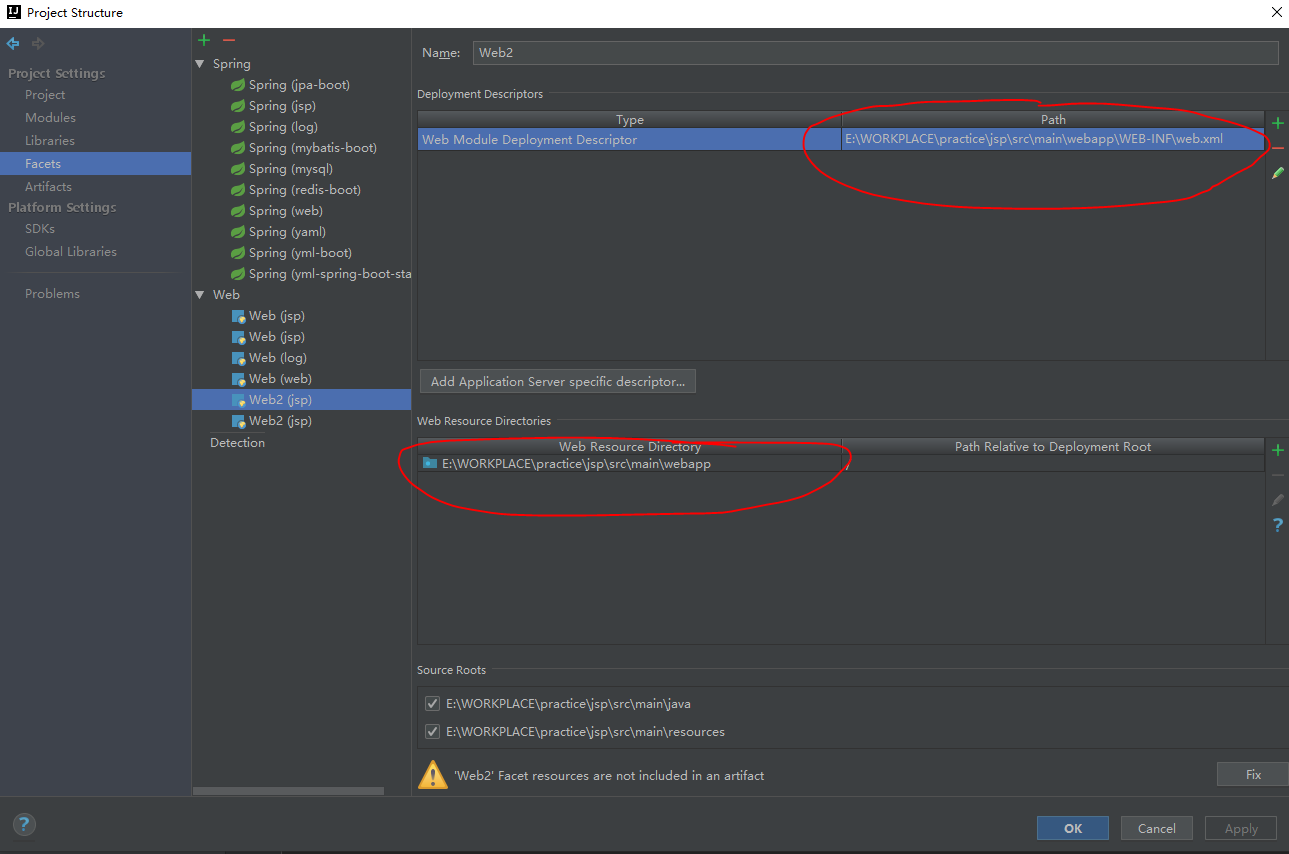 Project Structure
Project Settings
Project
Modules
Libraries
Facets
Artifacts
Platform Settings
SDKs
Global Libraries
Problems
Spring
Spring (jpa-boot)
Spring (jsp)
Spring (log)
Spring (mybatis-boot)
Spring (mysql)
Spring (redis-boot)
Spring (web)
Spring (yaml)
Spring (yml-boot)
Spring (yml-spring-boot-sta
Web
Web (jsp)
Web (jsp)
Web (log)
Web (web)
Web2 (jsp)
Web2 (jsp)
Detection
Name: Web2
Deployment Descriptors
Type Path
Web Module Deployment Descriptor E:\WORKPLACE\practice\jsp\src\main\webapp\WEB-INF\web.xml
Add Application Server specific descriptor...
Web Resource Directories
Web Resource Directory Path Relative to Deployment Root
E:\WORKPLACE\practice\jsp\src\main\webapp /
Source Roots
E:\WORKPLACE\practice\jsp\src\main\java
E:\WORKPLACE\practice\jsp\src\main\resources
'Web2' Facet resources are not included in an artifact Fix
OK Cancel Apply